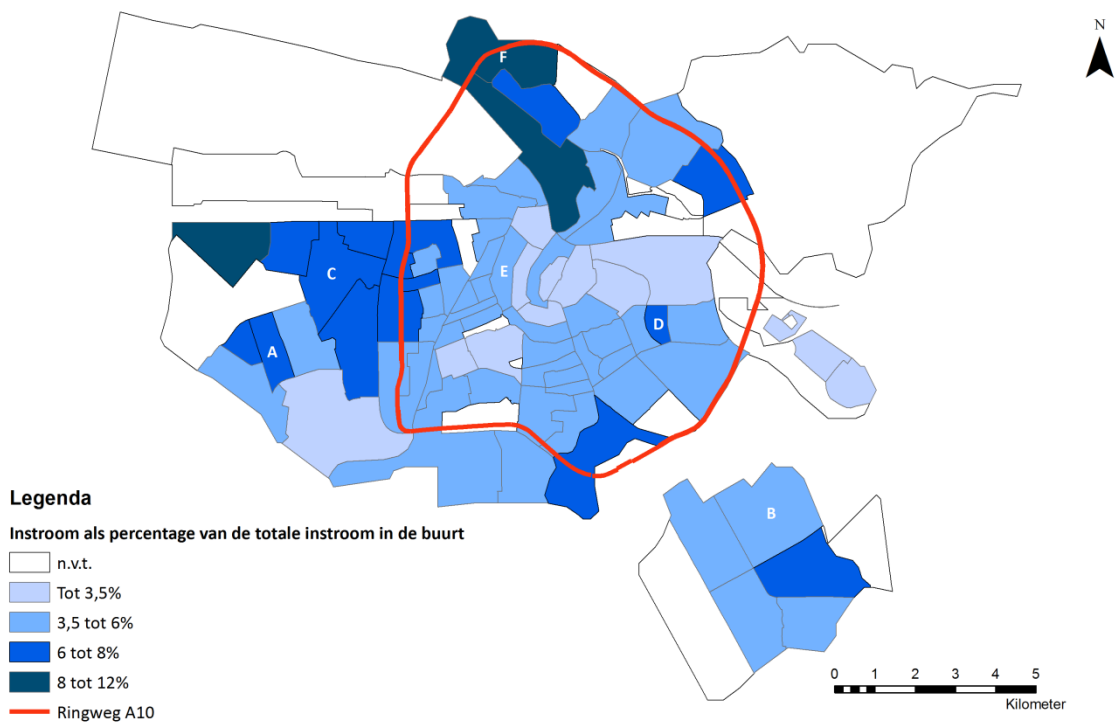 N
F
C
E
A
D
B
Legenda
Instroom als percentage van de totale instroom in de buurt
n.v.t.
Tot 3,5%
3,5 tot 6%
6 tot 8%
8 tot 12%
Ringweg A10
0 1 2 3 4 5
Kilometer